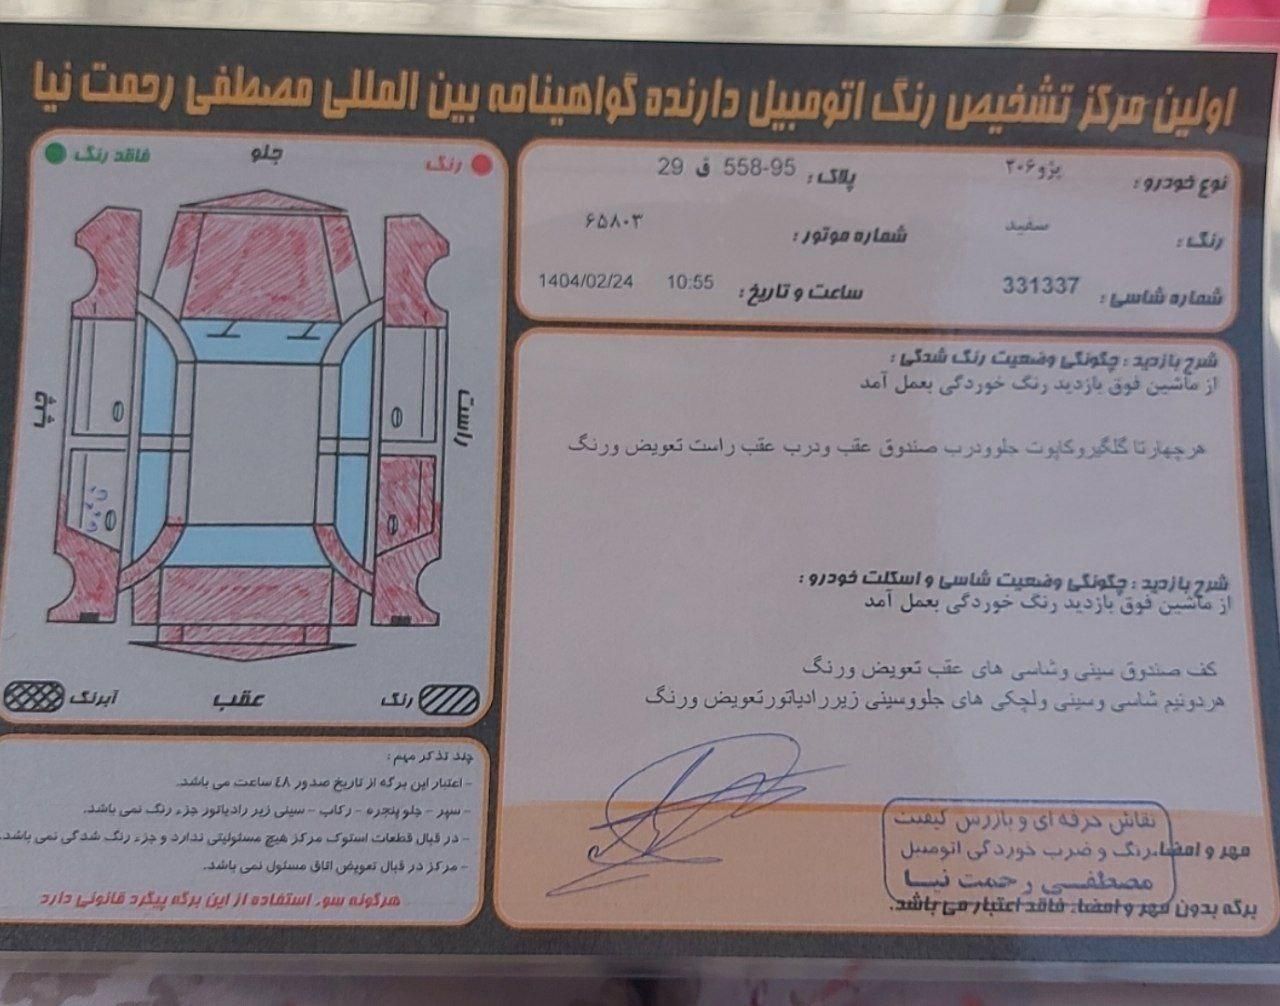 اولین مرکز تشخیص رنگ اتومبیل دارنده گواهینامه بین المللی مصطفی رحمت نیا
نوع خودرو: پژو۲۰۶
پلاک: 29 ق 558-95
رنگ: سفید
شماره موتور: ۶۵۸۰۳
شماره شاسی: 331337
ساعت و تاریخ: 10:55 1404/02/24
شرح بازدید: چگونگی وضعیت رنگ شدگی:
از ماشین فوق بازدید رنگ خوردگی بعمل آمد
هرچهارتا گلگیروکاپوت جلوودرب صندوق عقب ودرب عقب راست تعویض ورنگ
شرح بازدید: چگونگی وضعیت شاسی و اسکلت خودرو:
از ماشین فوق بازدید رنگ خوردگی بعمل آمد
کف صندوق سینی وشاسی های عقب تعویض ورنگ
هردونیم شاسی وسینی ولچکی های جلووسینی زیررادیاتورتعویض ورنگ
نقاش حرفه ای و بازرس کیفیت
رنگ و ضرب خوردگی اتومبیل
مصطفی رحمت نیا
مهر و امضا:
برگه بدون مهر و امضا، فاقد اعتبار می باشد.
رنگ
جلو
فاقد رنگ
راست
چپ
رنگ
عقب
آبرنگ
چند تذکر مهم:
- اعتبار این برگه از تاریخ صدور ۴۸ ساعت می باشد.
- سپر - جلو پنجره - رکاب - سینی زیر رادیاتور جزء رنگ نمی باشد.
- در قبال قطعات استوک مرکز هیچ مسئولیتی ندارد و جزء رنگ شدگی نمی باشد.
- مرکز در قبال تعویض اتاق مسئول نمی باشد.
هرگونه سوء استفاده از این برگه پیگرد قانونی دارد